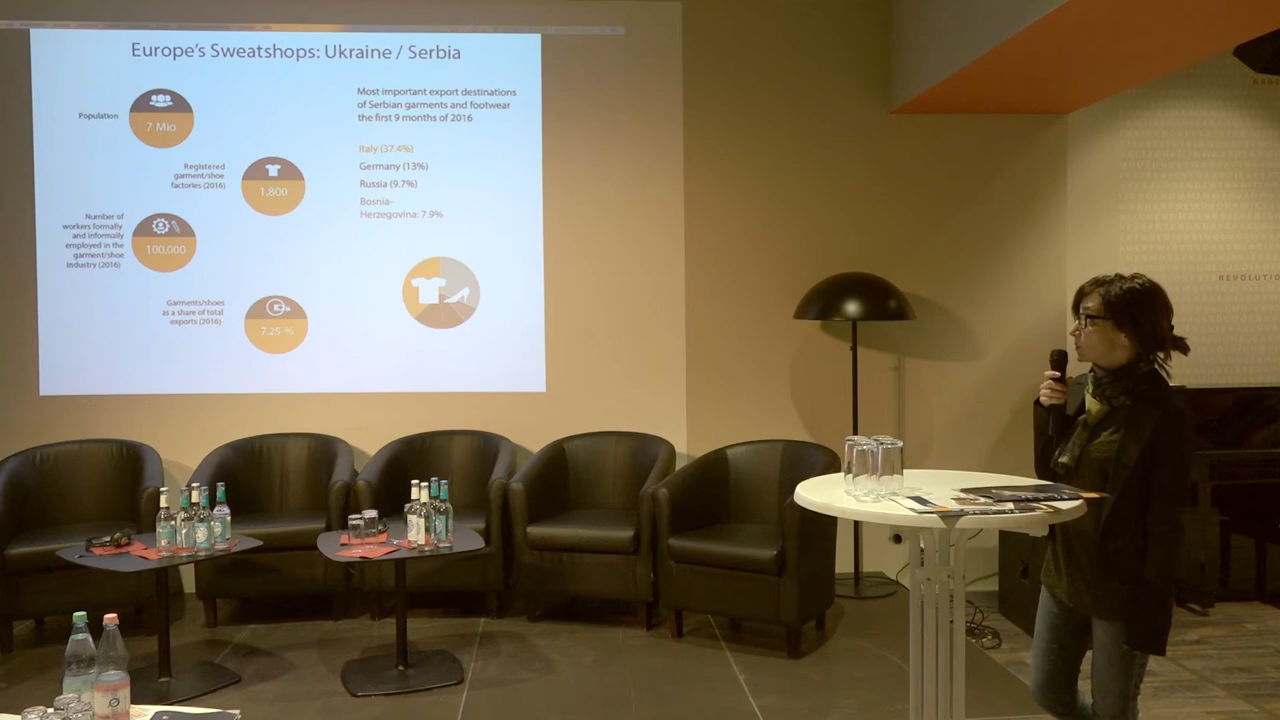 Europe's Sweatshops: Ukraine / Serbia
Population
7 Mio
Registered
garment/shoe
factories (2016)
1,800
Number of
workers formally
and informally
employed in the
garment/shoe
industry (2016)
100,000
Garments/shoes
as a share of total
exports (2016)
7.25 %
Most important export destinations
of Serbian garments and footwear
the first 9 months of 2016
Italy (37.4%)
Germany (13%)
Russia (9.7%)
Bosnia-
Herzegovina: 7.9%